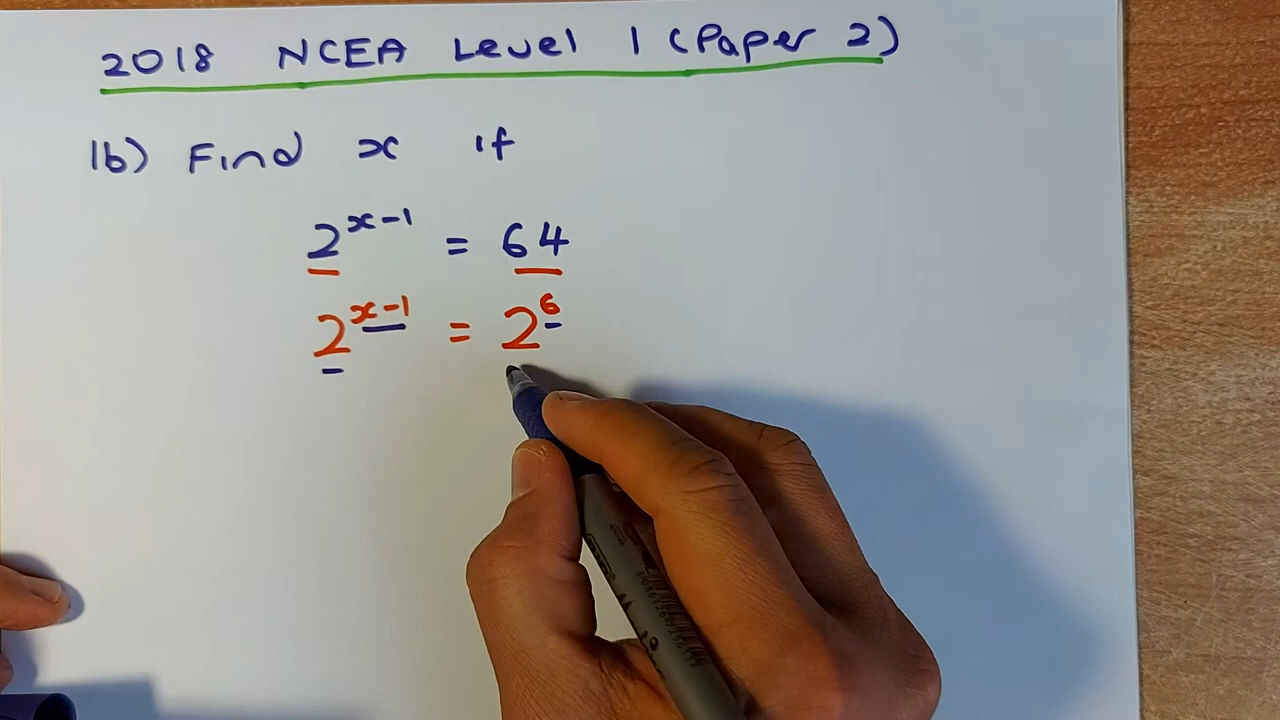 2018 NCEA Level 1 (Paper 2)
1b) Find x if
2^{x-1} = 64
2^{x-1} = 2^6